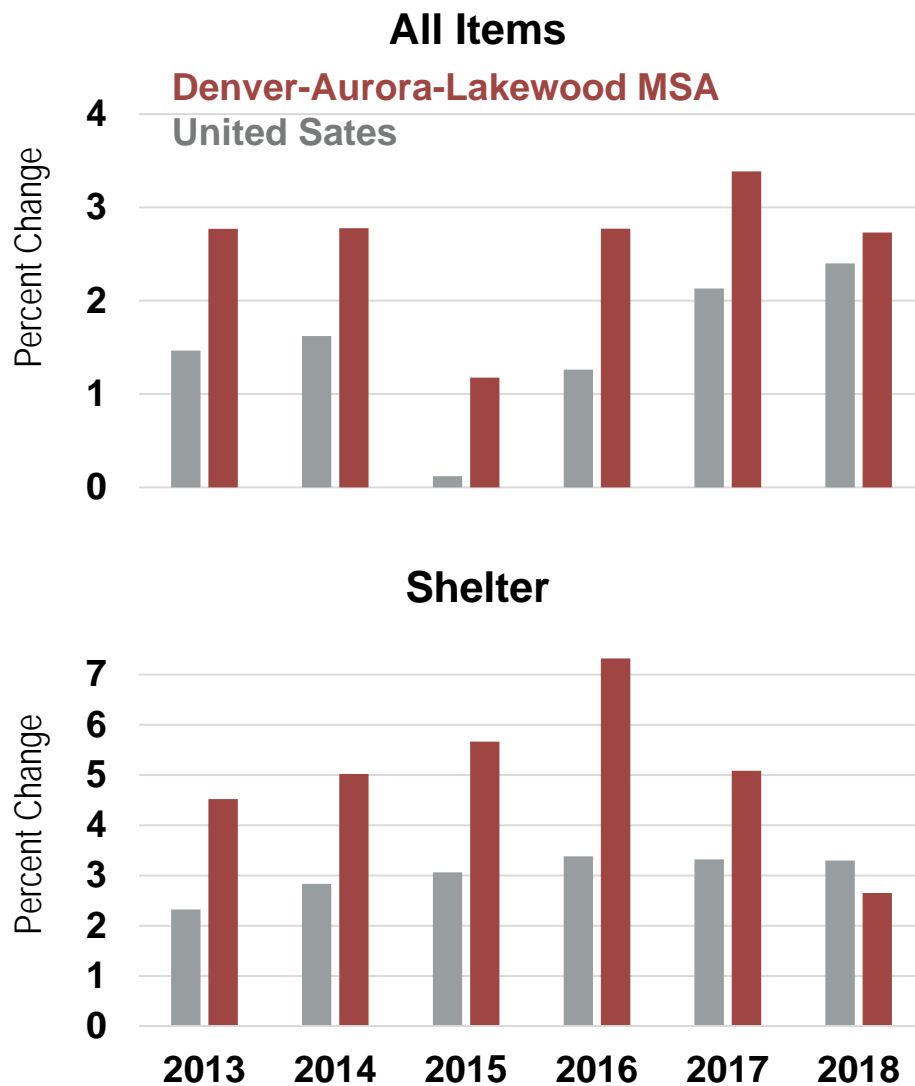 All Items
Denver-Aurora-Lakewood MSA
United Sates
Percent Change
4
3
2
1
0
Shelter
Percent Change
7
6
5
4
3
2
1
0
2013 2014 2015 2016 2017 2018